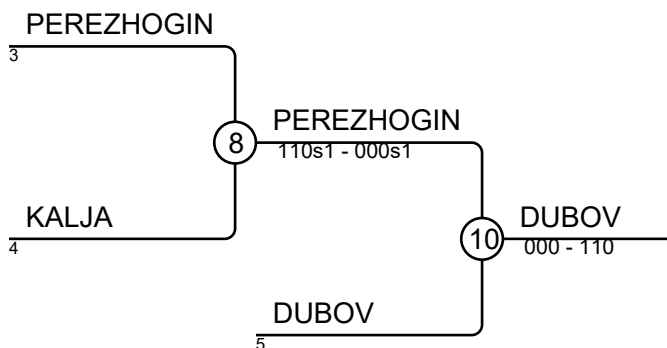 PEREZHOGIN
3
8
PEREZHOGIN
110s1 - 000s1
KALJA
4
10
DUBOV
000 - 110
DUBOV
5